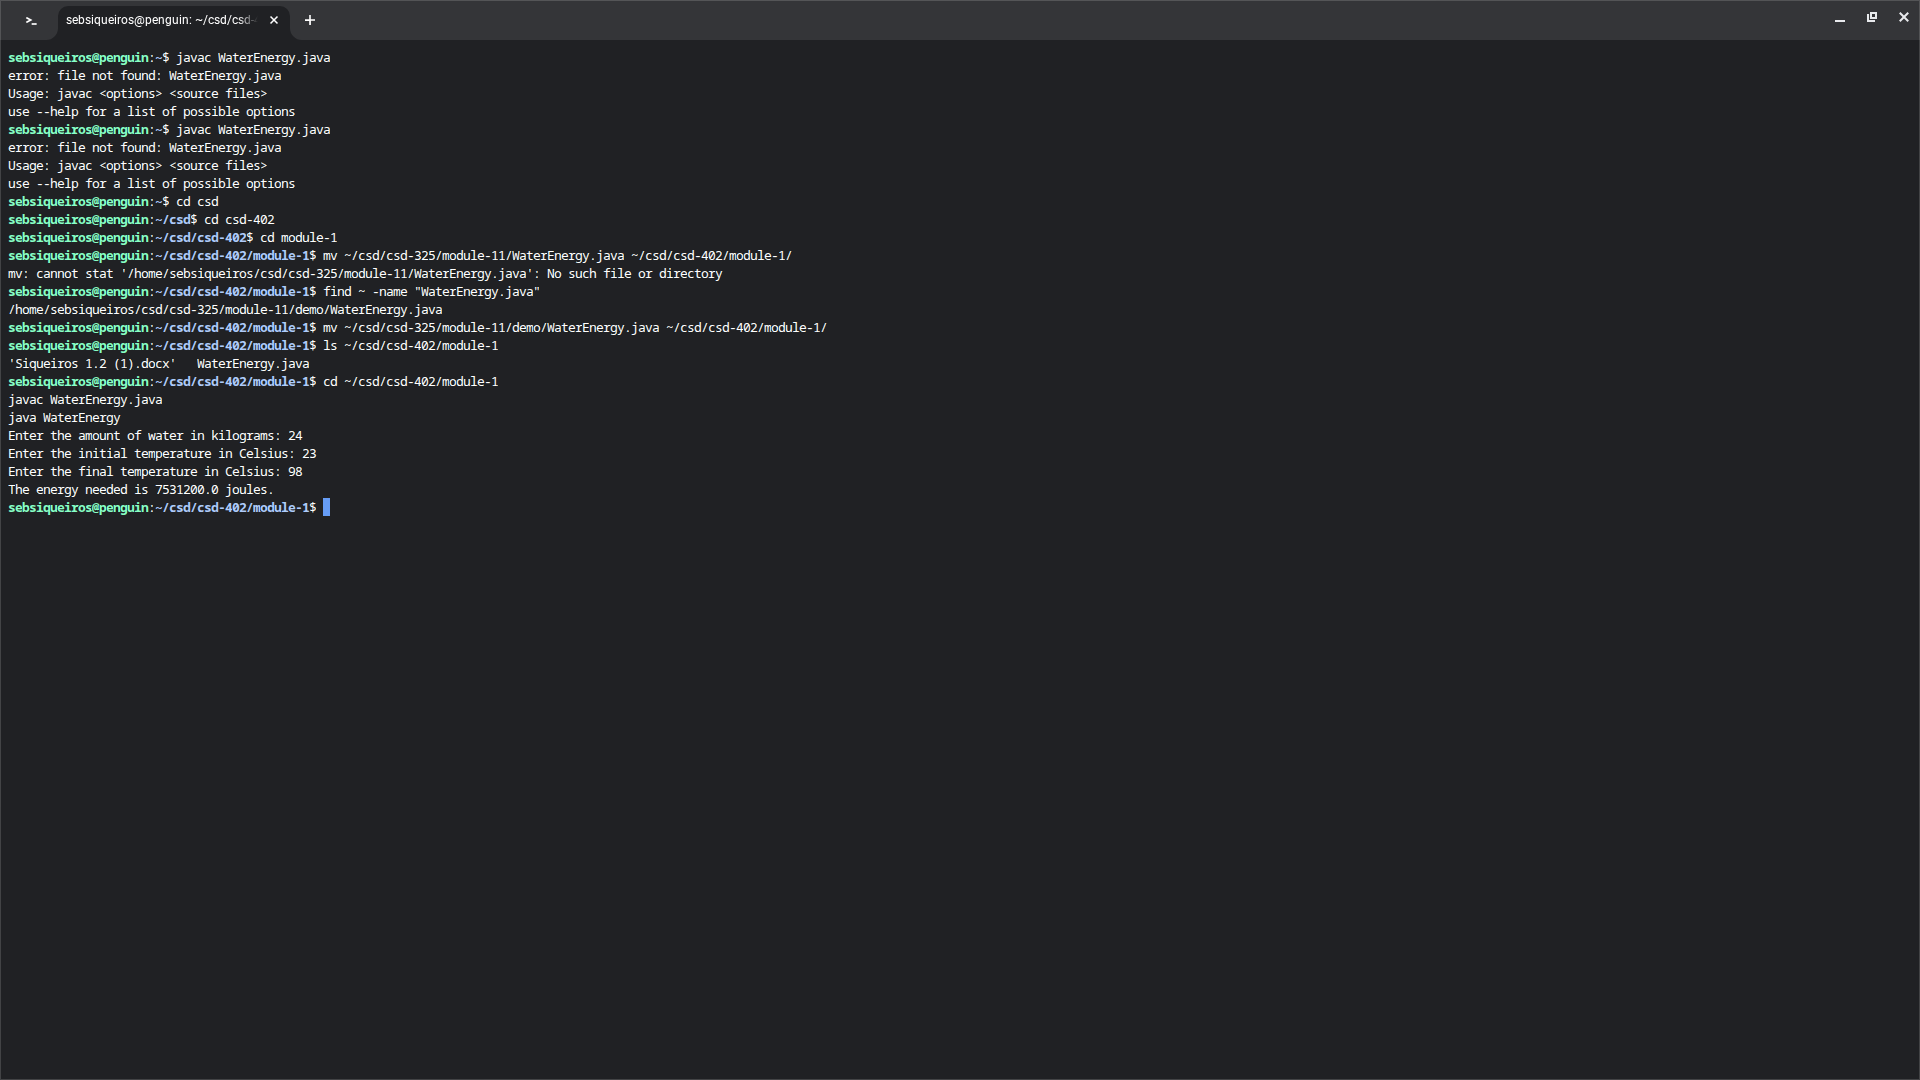 >_ sebsiqueiros@penguin: ~/csd/csd-
sebsiqueiros@penguin:~$ javac WaterEnergy.java
error: file not found: WaterEnergy.java
Usage: javac <options> <source files>
use --help for a list of possible options
sebsiqueiros@penguin:~$ javac WaterEnergy.java
error: file not found: WaterEnergy.java
Usage: javac <options> <source files>
use --help for a list of possible options
sebsiqueiros@penguin:~$ cd csd
sebsiqueiros@penguin:~/csd$ cd csd-402
sebsiqueiros@penguin:~/csd/csd-402$ cd module-1
sebsiqueiros@penguin:~/csd/csd-402/module-1$ mv ~/csd/csd-325/module-11/WaterEnergy.java ~/csd/csd-402/module-1/
mv: cannot stat '/home/sebsiqueiros/csd/csd-325/module-11/WaterEnergy.java': No such file or directory
sebsiqueiros@penguin:~/csd/csd-402/module-1$ find ~ -name "WaterEnergy.java"
/home/sebsiqueiros/csd/csd-325/module-11/demo/WaterEnergy.java
sebsiqueiros@penguin:~/csd/csd-402/module-1$ mv ~/csd/csd-325/module-11/demo/WaterEnergy.java ~/csd/csd-402/module-1/
sebsiqueiros@penguin:~/csd/csd-402/module-1$ ls ~/csd/csd-402/module-1
'Siqueiros 1.2 (1).docx'   WaterEnergy.java
sebsiqueiros@penguin:~/csd/csd-402/module-1$ cd ~/csd/csd-402/module-1
javac WaterEnergy.java
java WaterEnergy
Enter the amount of water in kilograms: 24
Enter the initial temperature in Celsius: 23
Enter the final temperature in Celsius: 98
The energy needed is 7531200.0 joules.
sebsiqueiros@penguin:~/csd/csd-402/module-1$